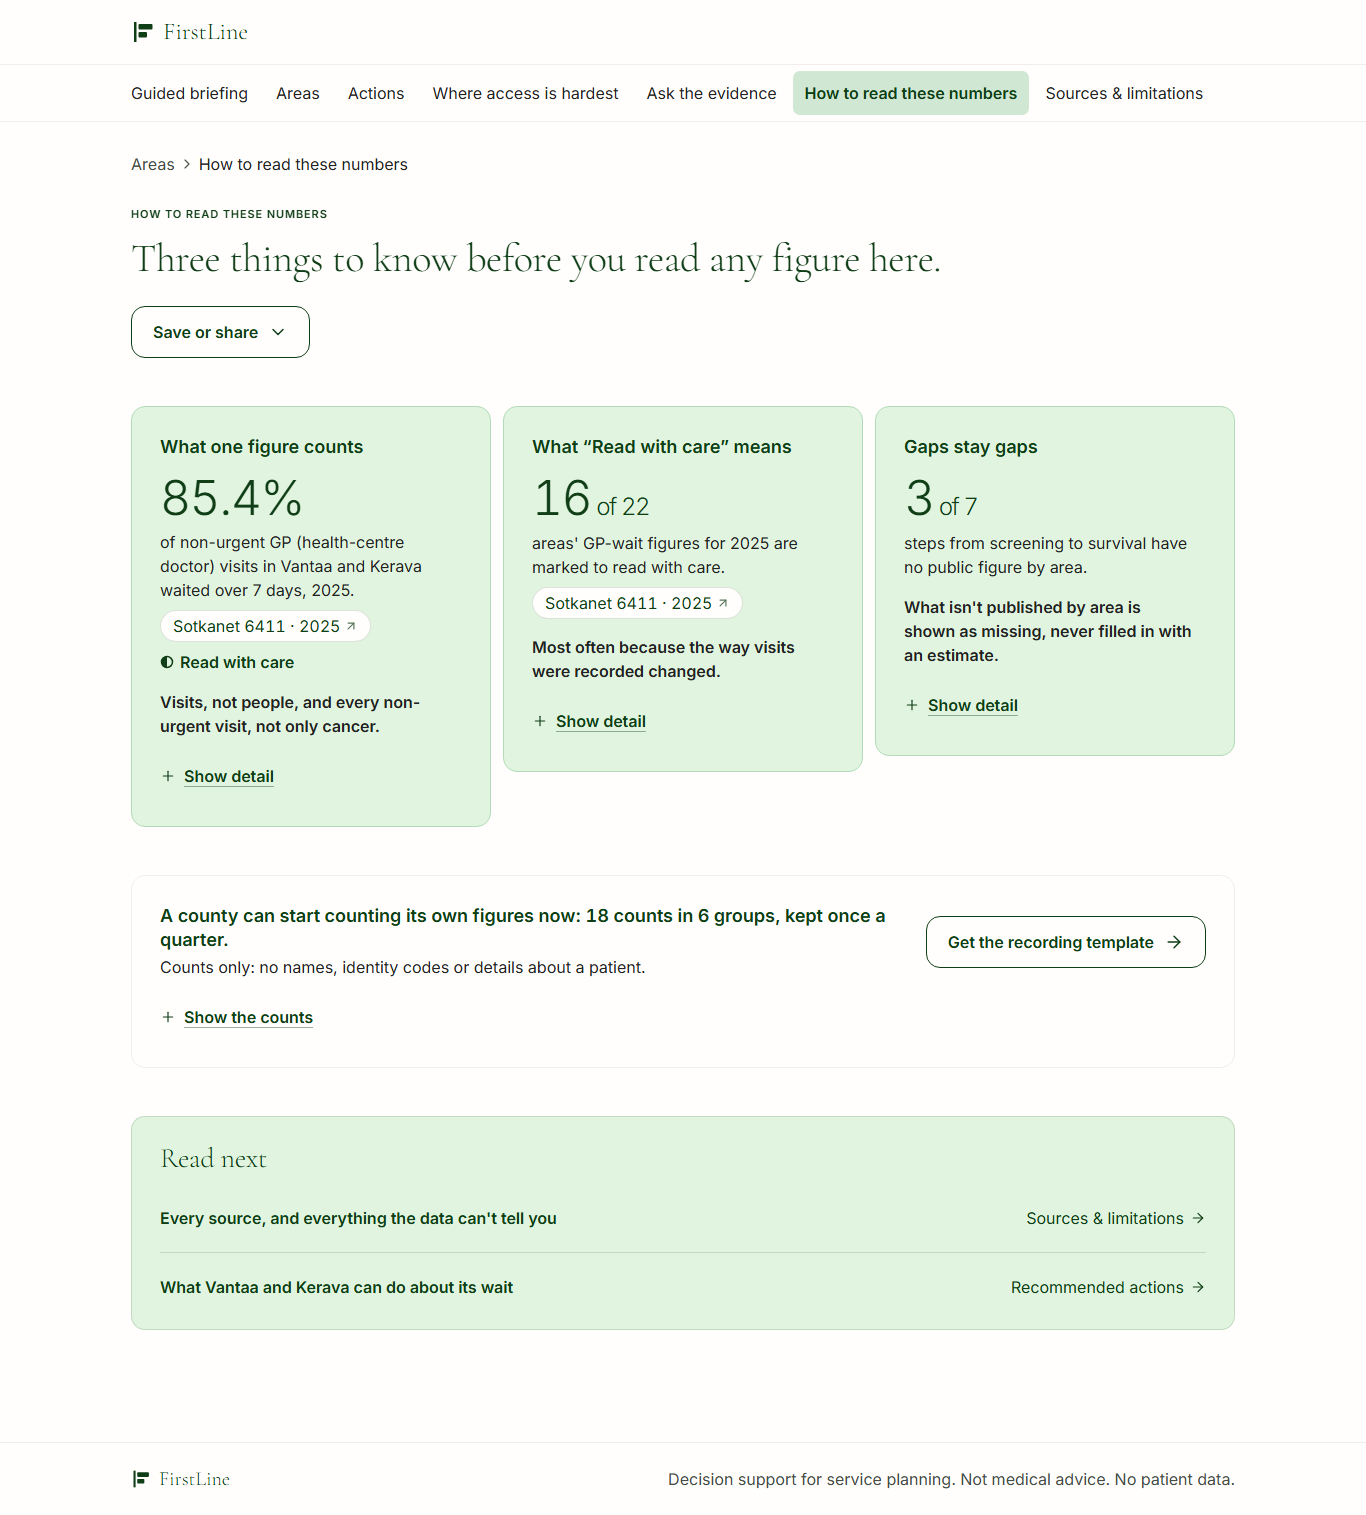 FirstLine
Guided briefing
Areas
Actions
Where access is hardest
Ask the evidence
How to read these numbers
Sources & limitations
Areas > How to read these numbers
HOW TO READ THESE NUMBERS
Three things to know before you read any figure here.
Save or share
What one figure counts
85.4%
of non-urgent GP (health-centre
doctor) visits in Vantaa and Kerava
waited over 7 days, 2025.
Sotkanet 6411 · 2025 ↗
Read with care
Visits, not people, and every non-
urgent visit, not only cancer.
+ Show detail
What “Read with care” means
16 of 22
areas' GP-wait figures for 2025 are
marked to read with care.
Sotkanet 6411 · 2025 ↗
Most often because the way visits
were recorded changed.
+ Show detail
Gaps stay gaps
3 of 7
steps from screening to survival have
no public figure by area.
What isn't published by area is
shown as missing, never filled in with
an estimate.
+ Show detail
A county can start counting its own figures now: 18 counts in 6 groups, kept once a
quarter.
Counts only: no names, identity codes or details about a patient.
+ Show the counts
Get the recording template →
Read next
Every source, and everything the data can't tell you
Sources & limitations →
What Vantaa and Kerava can do about its wait
Recommended actions →
FirstLine
Decision support for service planning. Not medical advice. No patient data.